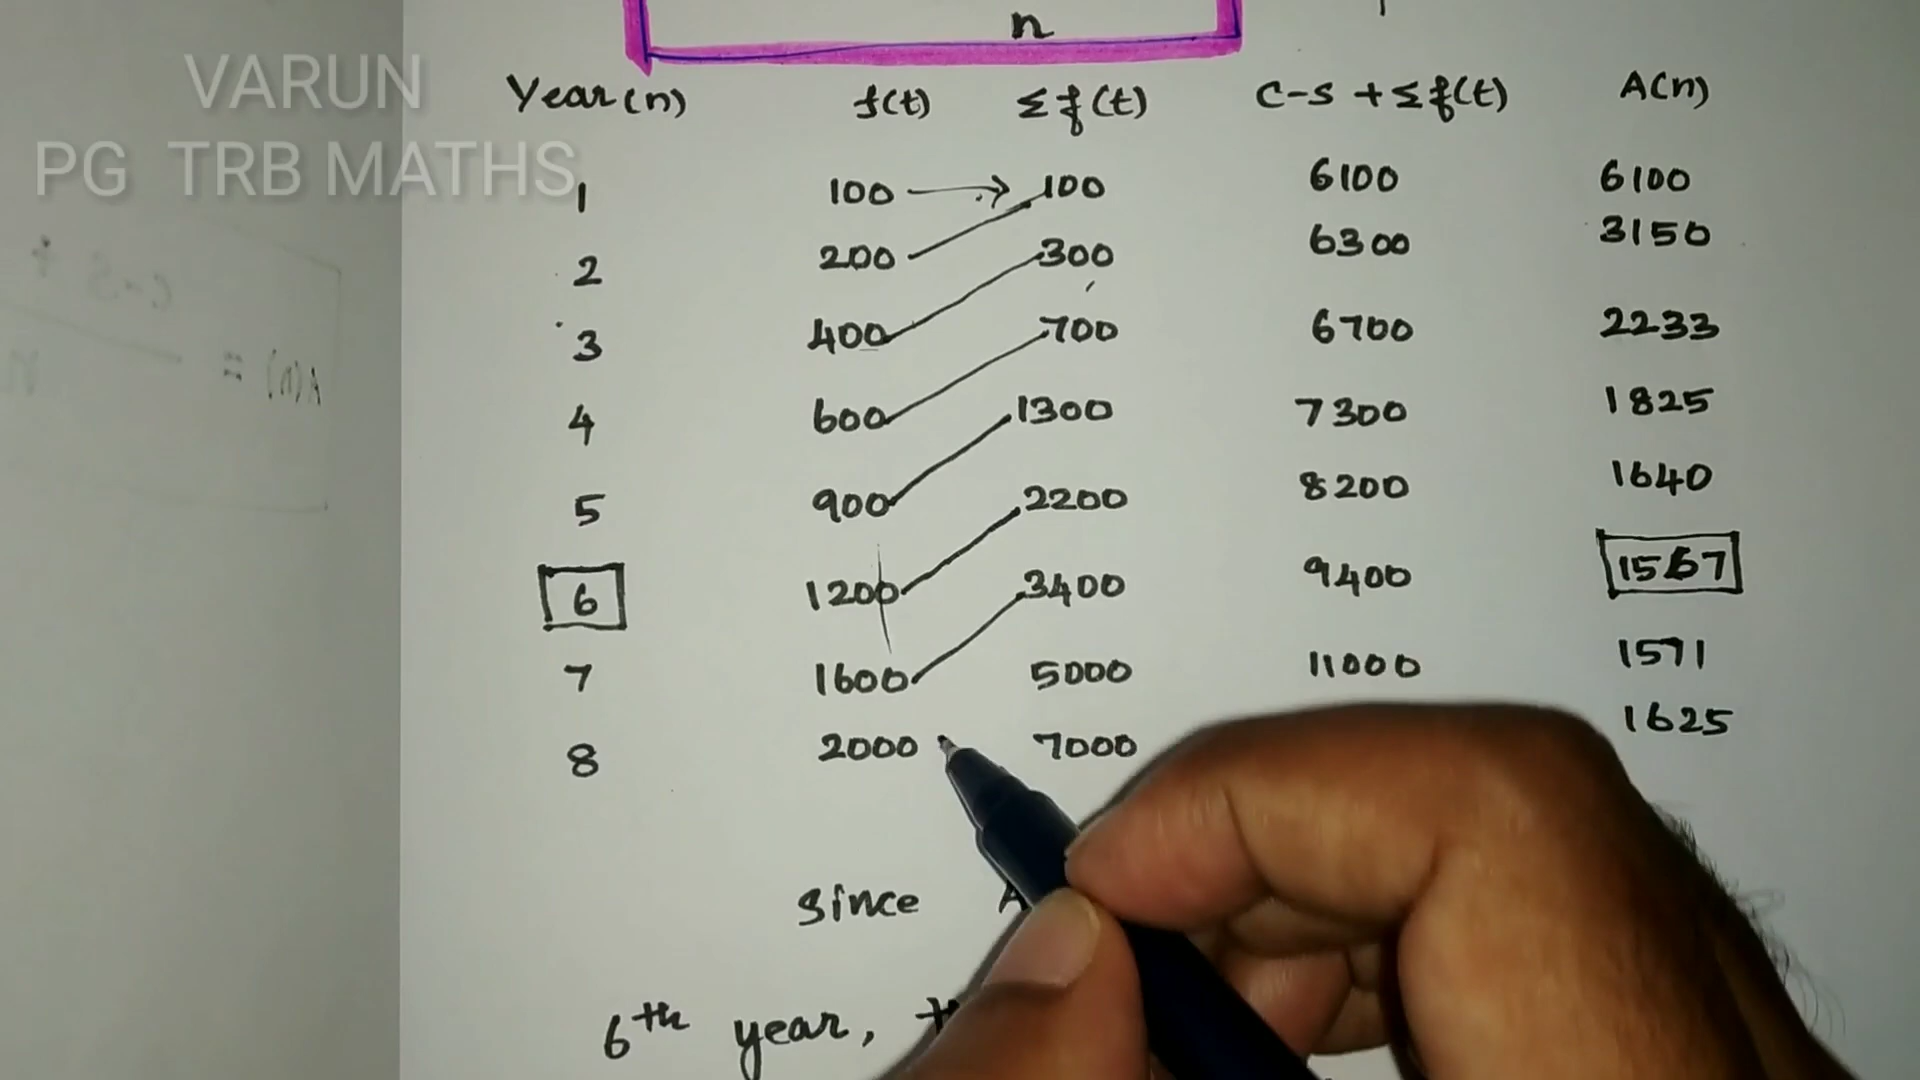 n
VARUN
PG TRB MATHS
Year(n) f(t) Σf(t) C-S+Σf(t) A(n)
1 100 100 6100 6100
2 200 300 6300 3150
3 400 700 6700 2233
4 600 1300 7300 1825
5 900 2200 8200 1640
6 1200 3400 9400 1567
7 1600 5000 11000 1571
8 2000 7000 1625
since A
6th year,